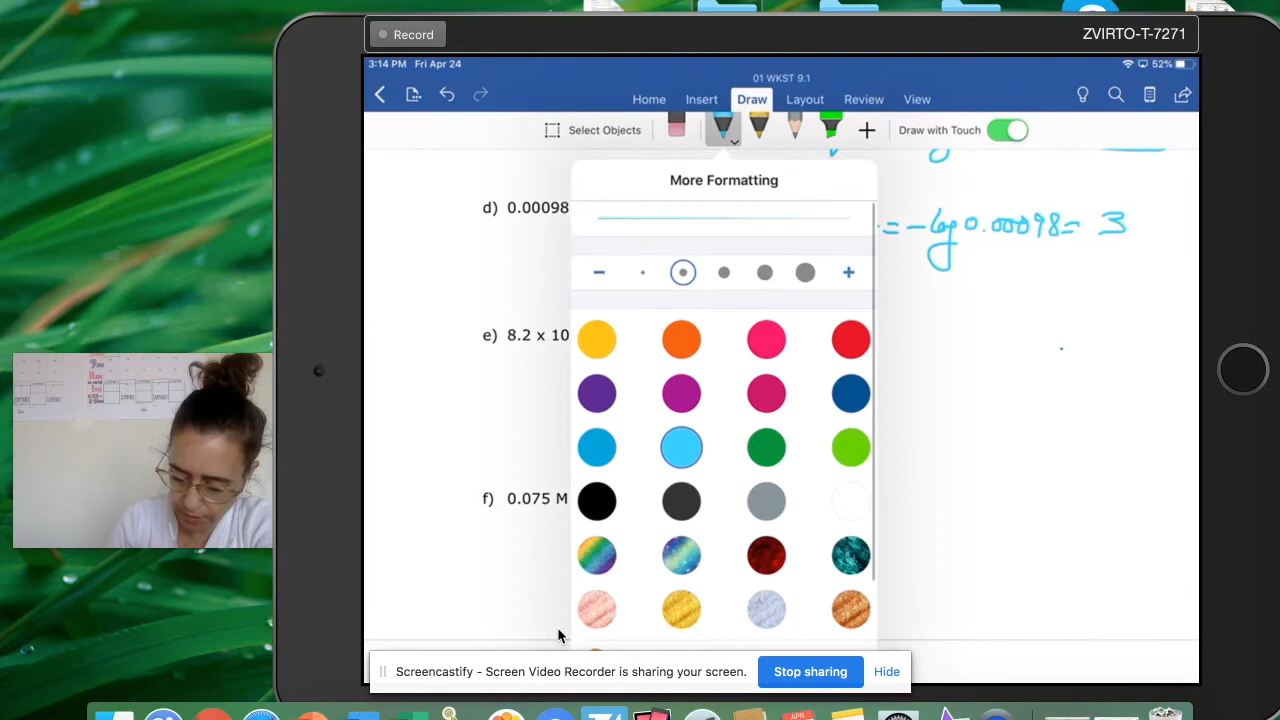 Record
ZVIRTO-T-7271
3:14 PM Fri Apr 24
52%
01 WKST 9.1
Home Insert Draw Layout Review View
Select Objects
Draw with Touch
More Formatting
d) 0.00098
= -log 0.00098 = 3
e) 8.2 x 10
f) 0.075 M
Screencastify - Screen Video Recorder is sharing your screen.
Stop sharing
Hide